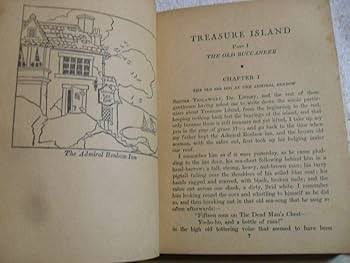 The Admiral Benbow Inn
TREASURE ISLAND
PART I
THE OLD BUCCANEER
CHAPTER I
THE OLD SEA DOG AT THE ADMIRAL BENBOW
SQUIRE TRELAWNEY, DR. LIVESEY, and the rest of these
gentlemen having asked me to write down the whole partic-
ulars about Treasure Island, from the beginning to the end,
keeping nothing back but the bearings of the island, and that
only because there is still treasure not yet lifted, I take up my
pen in the year of grace 17—, and go back to the time when
my father kept the Admiral Benbow inn, and the brown old
seaman, with the saber cut, first took up his lodging under
our roof.
I remember him as if it were yesterday, as he came plod-
ding to the inn door, his sea-chest following behind him in a
hand-barrow; a tall, strong, heavy, nut-brown man; his tarry
pigtail falling over the shoulders of his soiled blue coat; his
hands ragged and scarred, with black, broken nails; and the
saber cut across one cheek, a dirty, livid white. I remember
him looking round the cove and whistling to himself as he did
so, and then breaking out in that old sea-song that he sang so
often afterwards:—
"Fifteen men on The Dead Man's Chest—
Yo-ho-ho, and a bottle of rum!"
in the high old tottering voice that seemed to have been
7